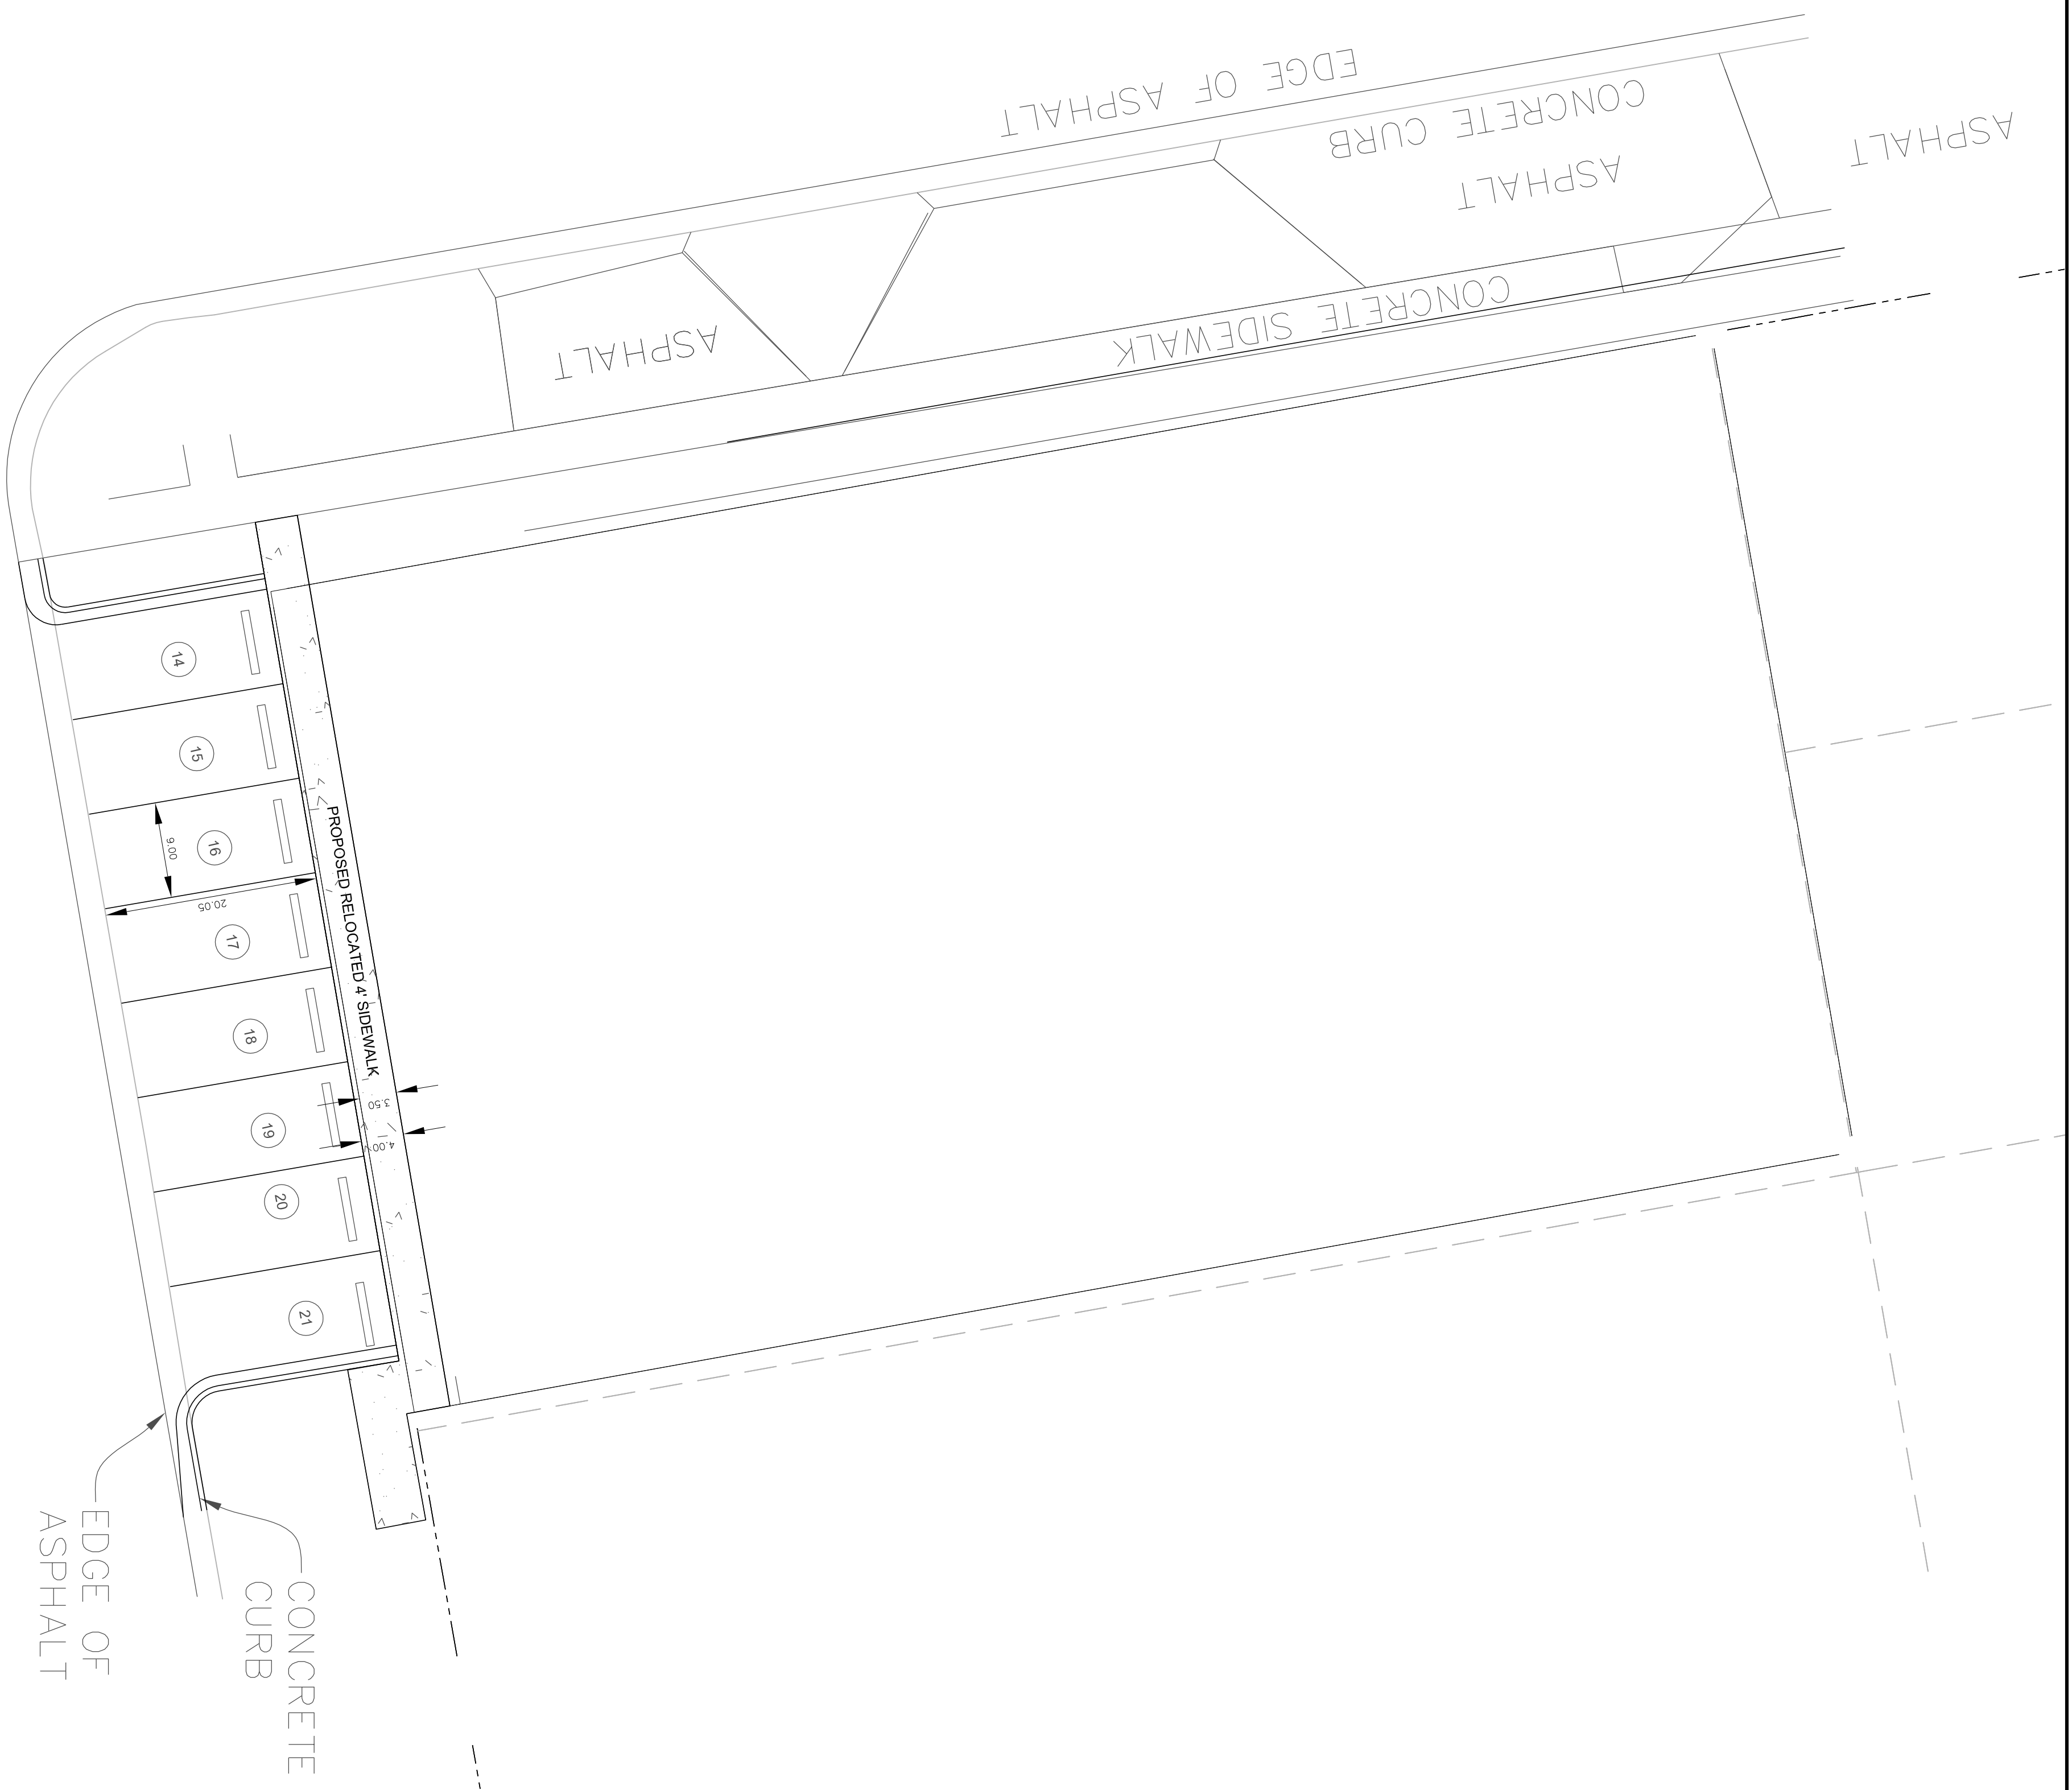 EDGE OF ASPHALT
CONCRETE CURB
ASPHALT
ASPHALT
ASPHALT
CONCRETE SIDEWALK
14
15
16
9.00
20.05
17
18
19
20
21
PROPOSED RELOCATED 4' SIDEWALK
3.50
4.00
EDGE OF
ASPHALT
CONCRETE
CURB